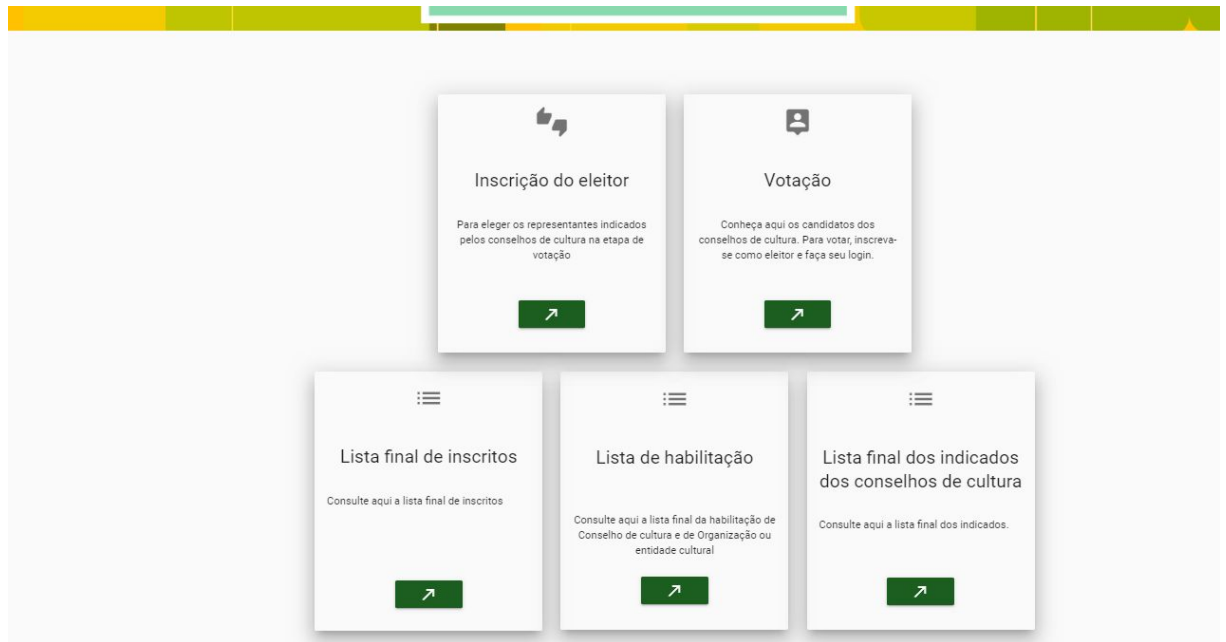 Inscrição do eleitor
Para eleger os representantes indicados
pelos conselhos de cultura na etapa de
votação
Votação
Conheça aqui os candidatos dos
conselhos de cultura. Para votar, inscreva-
se como eleitor e faça seu login.
Lista final de inscritos
Consulte aqui a lista final de inscritos
Lista de habilitação
Consulte aqui a lista final da habilitação de
Conselho de cultura e de Organização ou
entidade cultural
Lista final dos indicados
dos conselhos de cultura
Consulte aqui a lista final dos indicados.